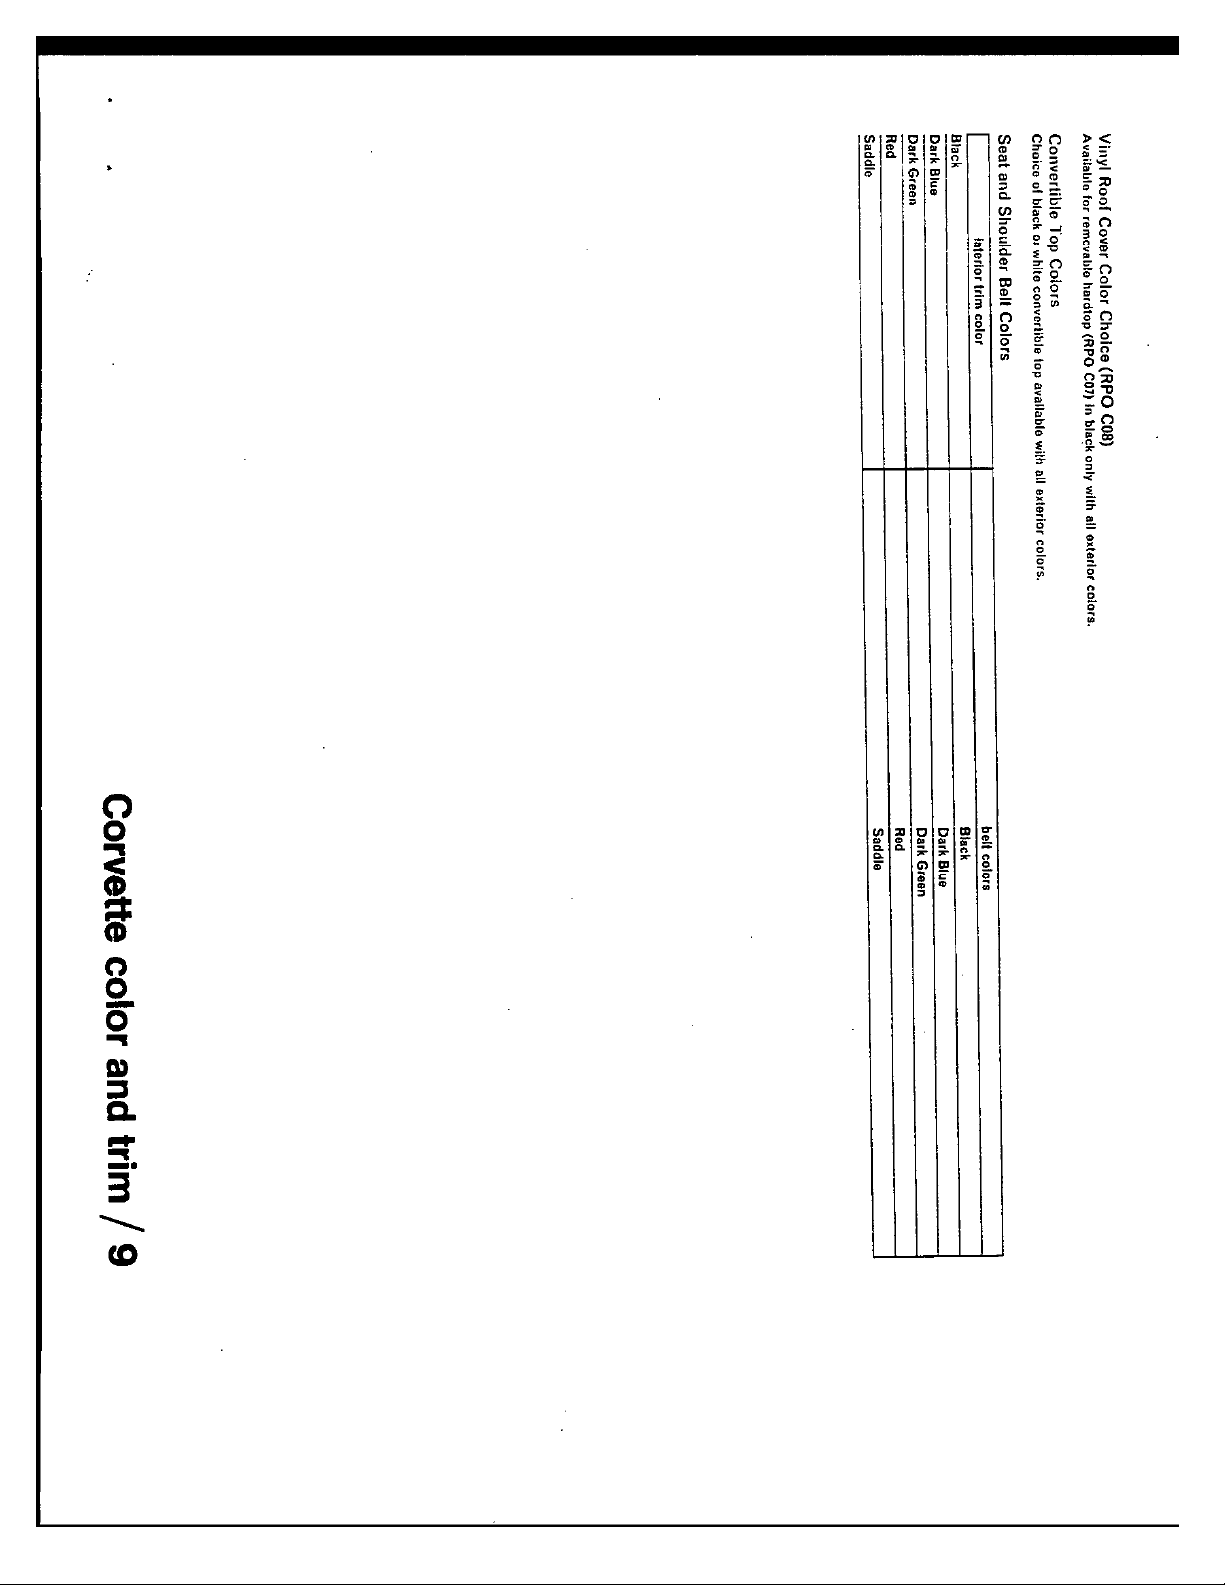 Vinyl Roof Cover Color Choice (RPO C08)
Available for removable hardtop (RPO C07) in black only with all exterior colors.
Convertible Top Colors
Choice of black or white convertible top available with all exterior colors.
Seat and Shoulder Belt Colors
interior trim color belt colors
Black Black
Dark Blue Dark Blue
Dark Green Dark Green
Red Red
Saddle Saddle
Corvette color and trim / 9